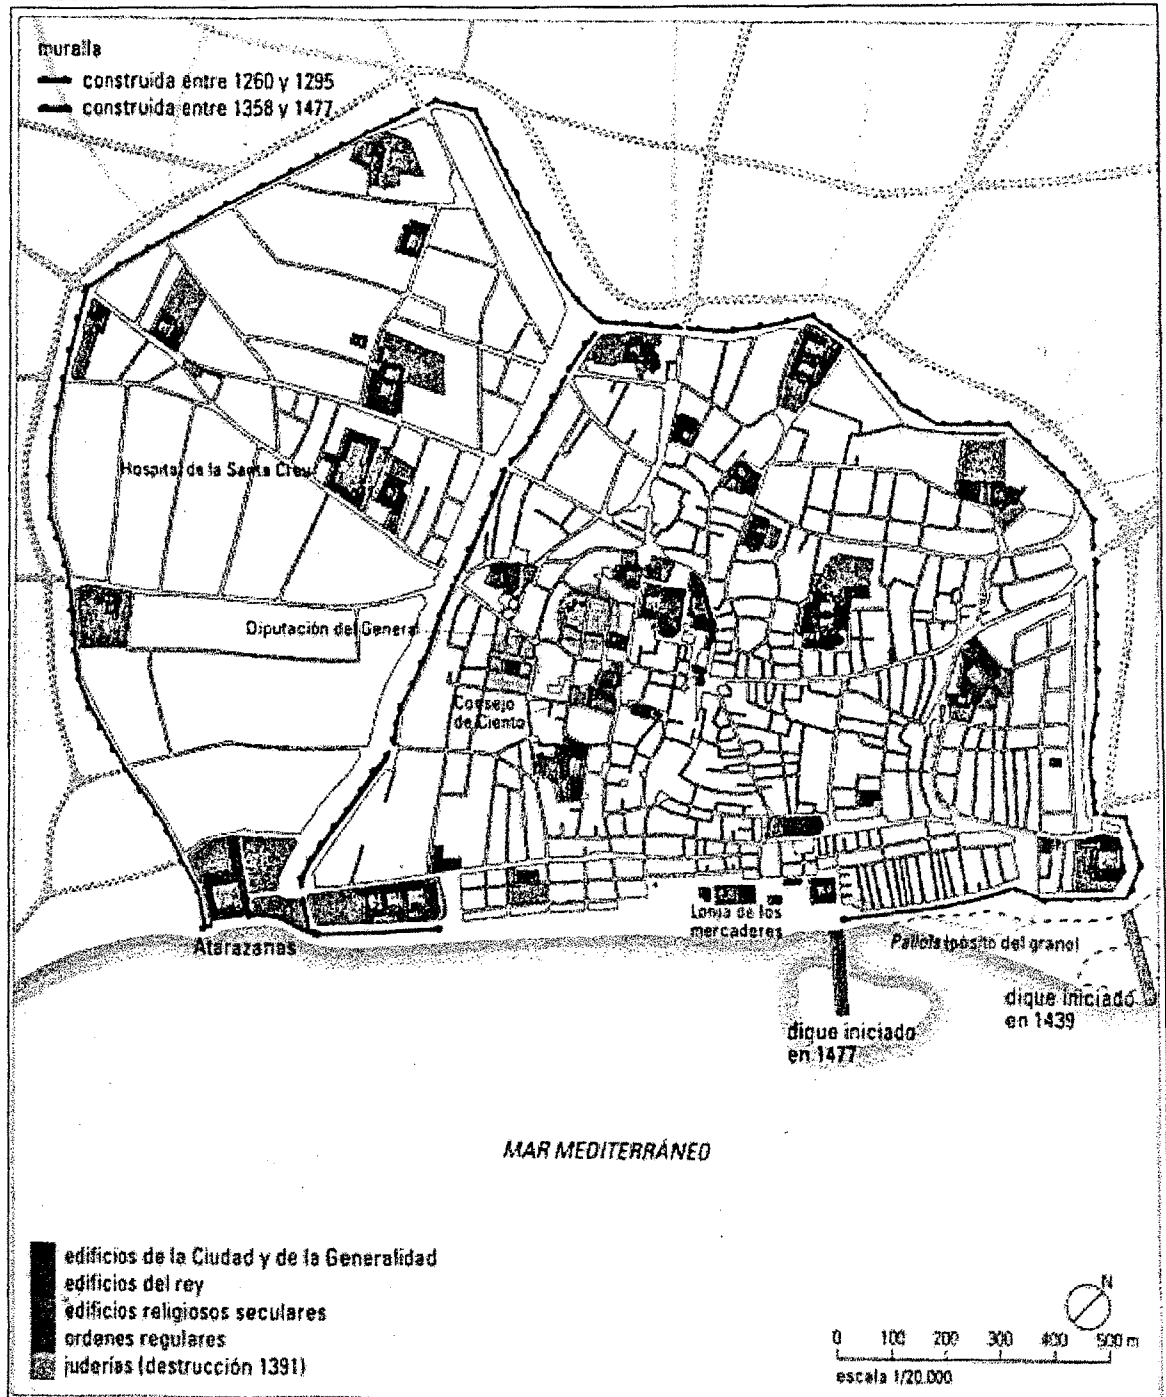 muralla
construida entre 1260 y 1295
construida entre 1358 y 1477
Hospital de la Santa Creu
Diputación del General
Consejo
de Ciento
Atarazanas
Lonja de los
mercaderes
Pallols (pósito del grano)
dique iniciado
en 1439
dique iniciado
en 1477
MAR MEDITERRÁNEO
edificios de la Ciudad y de la Generalidad
edificios del rey
edificios religiosos seculares
ordenes regulares
juderías (destrucción 1391)
N
0 100 200 300 400 500 m
escala 1/20.000